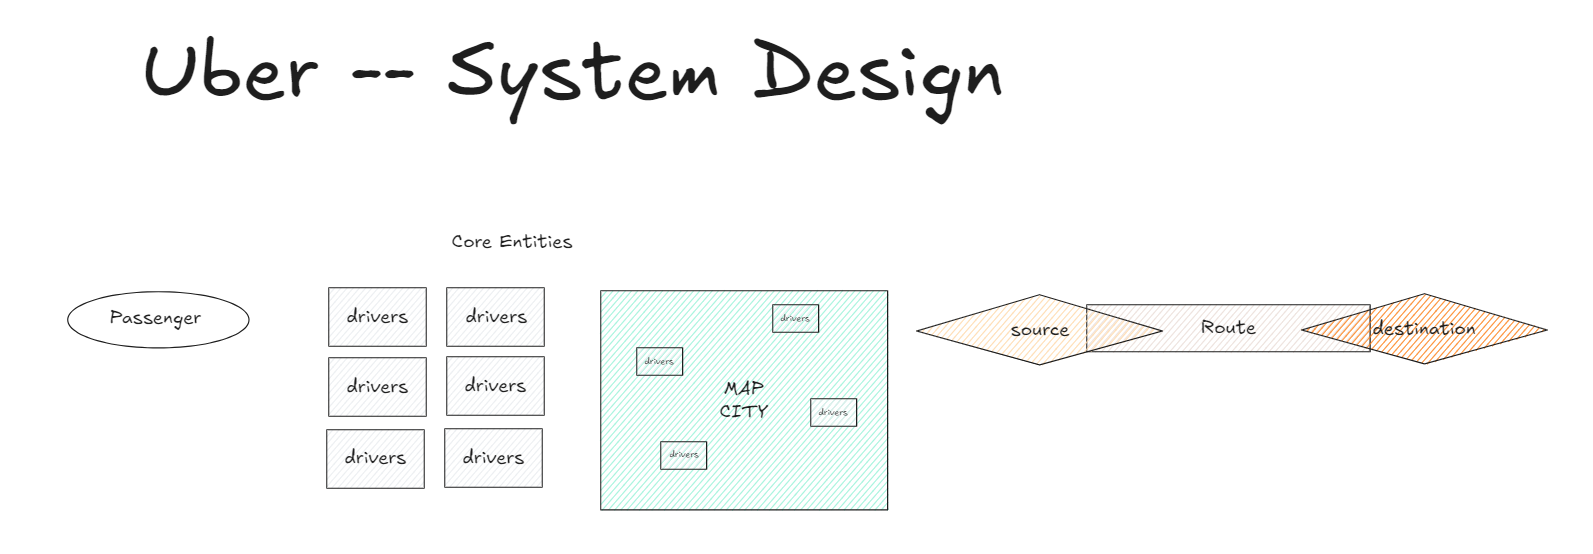 Uber -- System Design
Core Entities
Passenger
drivers
drivers
drivers
drivers
drivers
drivers
drivers
drivers
MAP
CITY
drivers
drivers
source
Route
destination